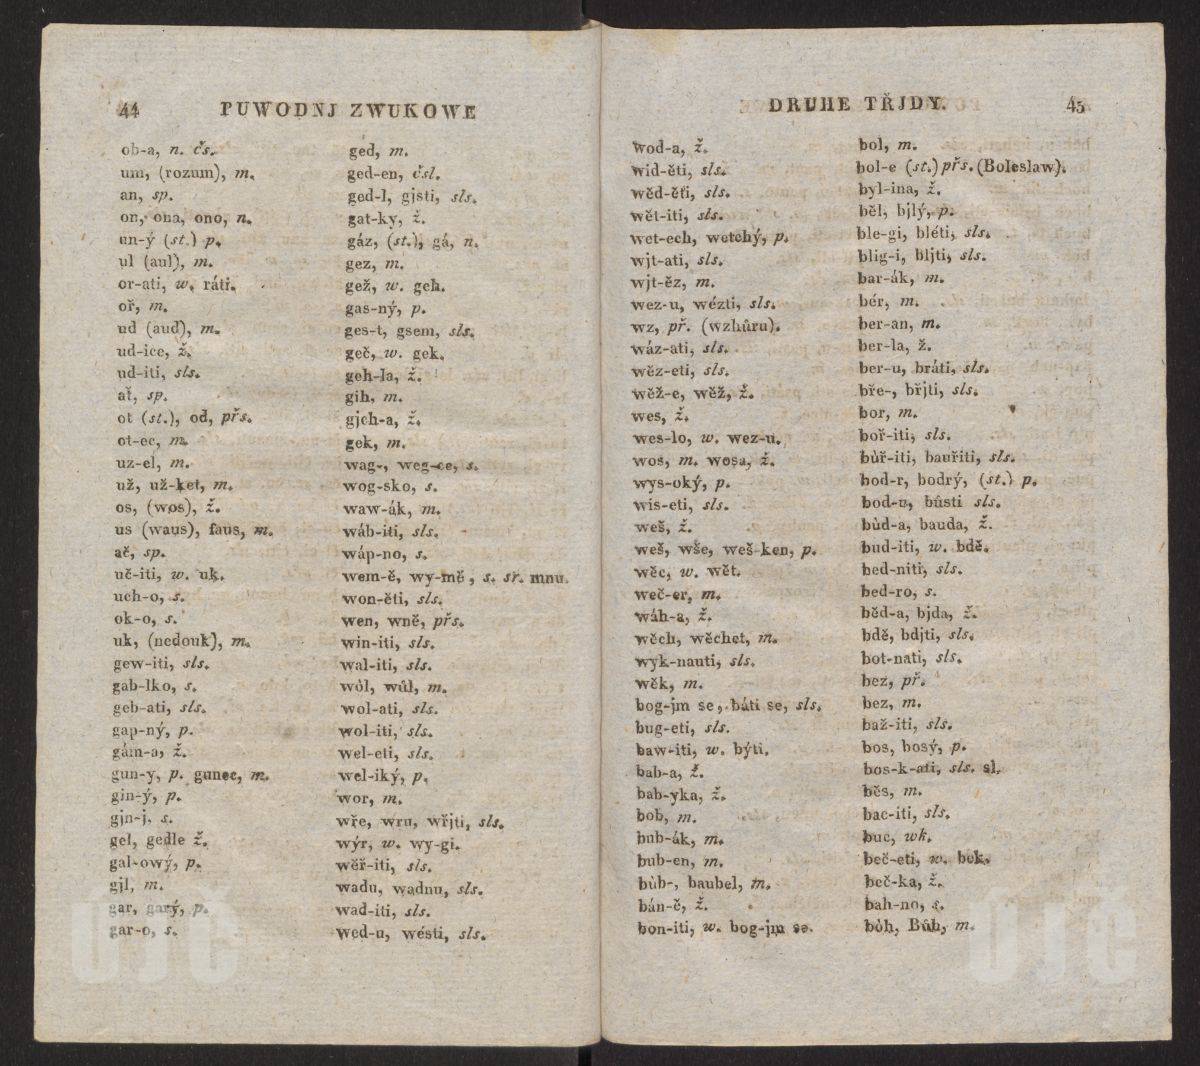 44 PUWODNJ ZWUKOWE
ob-a, n. čs.
um, (rozum), m.
an, sp.
on, ona, ono, n.
un-ý (st.) p.
ul (aul), m.
or-ati, w. ráti.
oř, m.
ud (aud), m.
ud-ice, ž.
ud-iti, sls.
ať, sp.
ot (st.), od, přs.
ot-ec, m.
uz-el, m.
už, už-ket, m.
os, (wos), ž.
us (waus), faus, m.
ač, sp.
uč-iti, w. uk.
uch-o, s.
ok-o, s.
uk, (nedouk), m.
gew-iti, sls.
gab-lko, s.
geb-ati, sls.
gap-ný, p.
gám-a, ž.
gun-y, p. gunec, m.
gin-ý, p.
gjn-j, s.
gel, gedle ž.
gal-owý, p.
gjl, m.
gar, garý, p.
gar-o, s.
ged, m.
ged-en, čsl.
ged-l, gjsti, sls.
gat-ky, ž.
gáz, (st.), gá, n.
gez, m.
gež, w. geh.
gas-ný, p.
ges-t, gsem, sls.
geč, w. gek.
geh-la, ž.
gih, m.
gjch-a, ž.
gek, m.
wag-, weg-ce, s.
wog-sko, s.
waw-ák, m.
wáb-iti, sls.
wáp-no, s.
wem-ě, wy-mě, s. sř. mnu.
won-ěti, sls.
wen, wně, přs.
win-iti, sls.
wal-iti, sls.
wòl, wůl, m.
wol-ati, sls.
wol-iti, sls.
wel-eti, sls.
wel-iký, p.
wor, m.
wře, wru, wřjti, sls.
wýr, w. wy-gi.
wěř-iti, sls.
wadu, wadnu, sls.
wad-iti, sls.
wed-u, wésti, sls.
DRUHE TŘJDY. 45
wod-a, ž.
wid-ěti, sls.
wěd-ěti, sls.
wět-iti, sls.
wet-ech, wetchý, p.
wjt-ati, sls.
wjt-ěz, m.
wez-u, wézti, sls.
wz, př. (wzhůru).
wáz-ati, sls.
wěz-eti, sls.
wěž-e, wěž, ž.
wes, ž.
wes-lo, w. wez-u.
wos, m. wosa, ž.
wys-oký, p.
wis-eti, sls.
weš, ž.
weš, wše, weš-ken, p.
wěc, w. wět.
weč-er, m.
wáh-a, ž.
wěch, wěchet, m.
wyk-nauti, sls.
wěk, m.
bog-jm se, báti se, sls.
bug-eti, sls.
baw-iti, w. býti.
bab-a, ž.
bab-yka, ž.
bob, m.
bub-ák, m.
bub-en, m.
bùb-, baubel, m.
bán-č, ž.
bon-iti, w. bog-jm se.
bol, m.
bol-e (st.) přs. (Boleslaw).
byl-ina, ž.
běl, bjlý, p.
ble-gi, bléti, sls.
blig-i, bljti, sls.
bar-ák, m.
bér, m.
ber-an, m.
ber-la, ž.
ber-u, bráti, sls.
bře-, břjti, sls.
bor, m.
boř-iti, sls.
bùř-iti, bauřiti, sls.
bod-r, bodrý, (st.) p.
bod-u, bůsti sls.
bùd-a, bauda, ž.
bud-iti, w. bdě.
bed-niti, sls.
bed-ro, s.
běd-a, bjda, ž.
bdě, bdjti, sls.
bot-nati, sls.
bez, př.
bez, m.
baž-iti, sls.
bos, bosý, p.
bos-k-ati, sls. sl.
běs, m.
bac-iti, sls.
buc, wk.
beč-eti, w. bek.
beč-ka, ž.
bah-no, s.
bòh, Bůh, m.